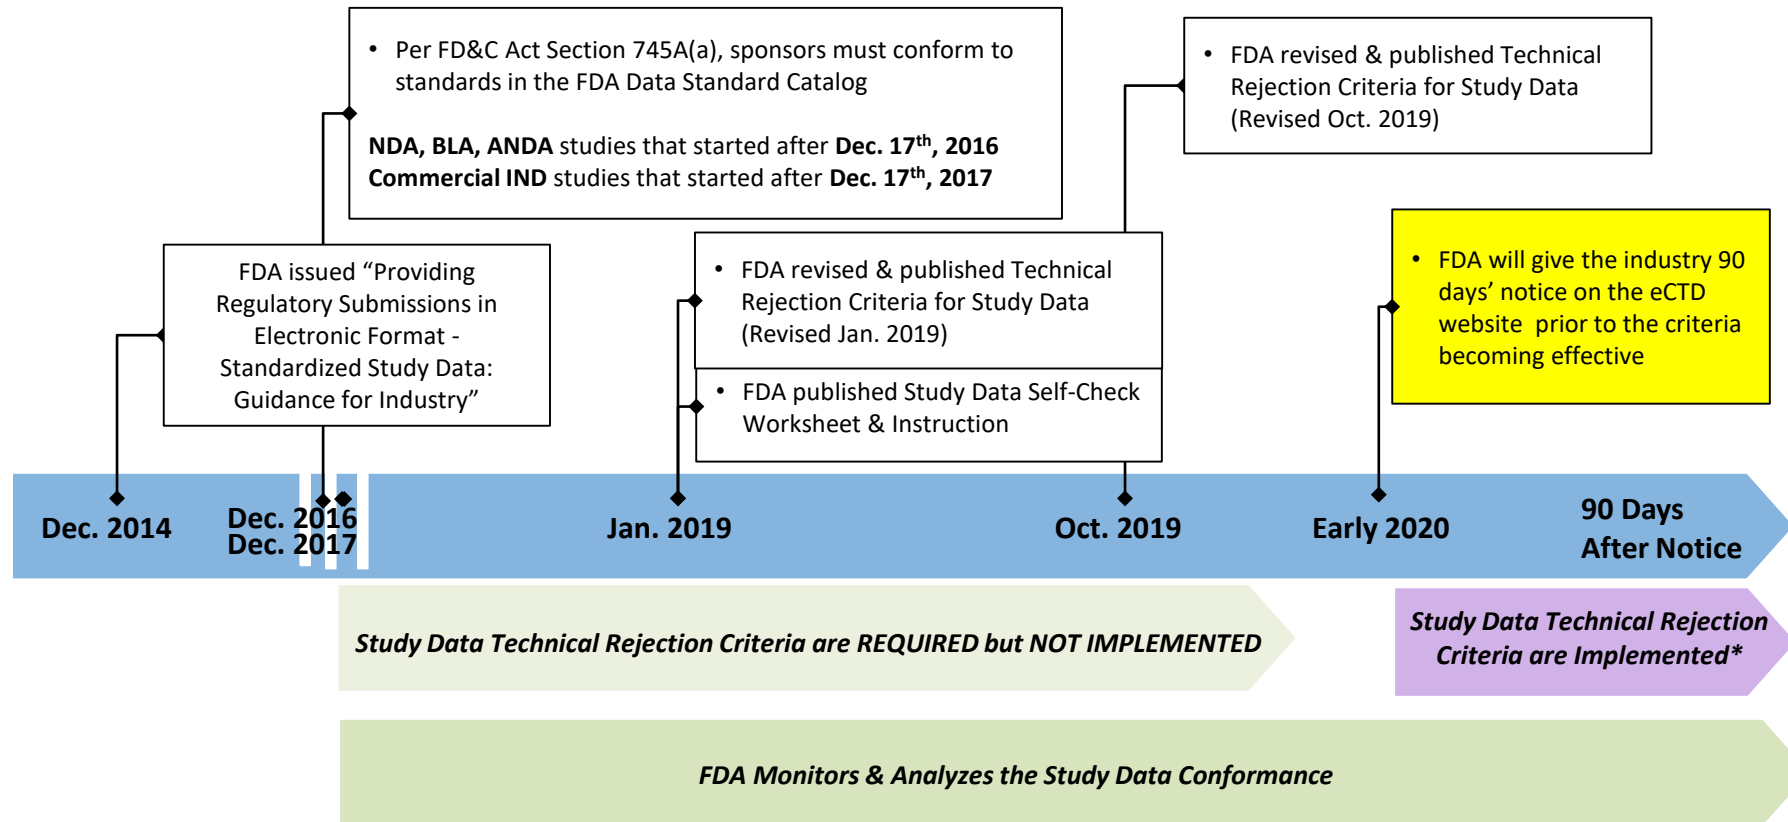 • Per FD&C Act Section 745A(a), sponsors must conform to
standards in the FDA Data Standard Catalog
NDA, BLA, ANDA studies that started after Dec. 17th, 2016
Commercial IND studies that started after Dec. 17th, 2017
• FDA revised & published Technical
Rejection Criteria for Study Data
(Revised Oct. 2019)
FDA issued “Providing
Regulatory Submissions in
Electronic Format -
Standardized Study Data:
Guidance for Industry”
• FDA revised & published Technical
Rejection Criteria for Study Data
(Revised Jan. 2019)
• FDA published Study Data Self-Check
Worksheet & Instruction
• FDA will give the industry 90
days’ notice on the eCTD
website prior to the criteria
becoming effective
Dec. 2014
Dec. 2016
Dec. 2017
Jan. 2019
Oct. 2019
Early 2020
90 Days
After Notice
Study Data Technical Rejection Criteria are REQUIRED but NOT IMPLEMENTED
Study Data Technical Rejection
Criteria are Implemented*
FDA Monitors & Analyzes the Study Data Conformance